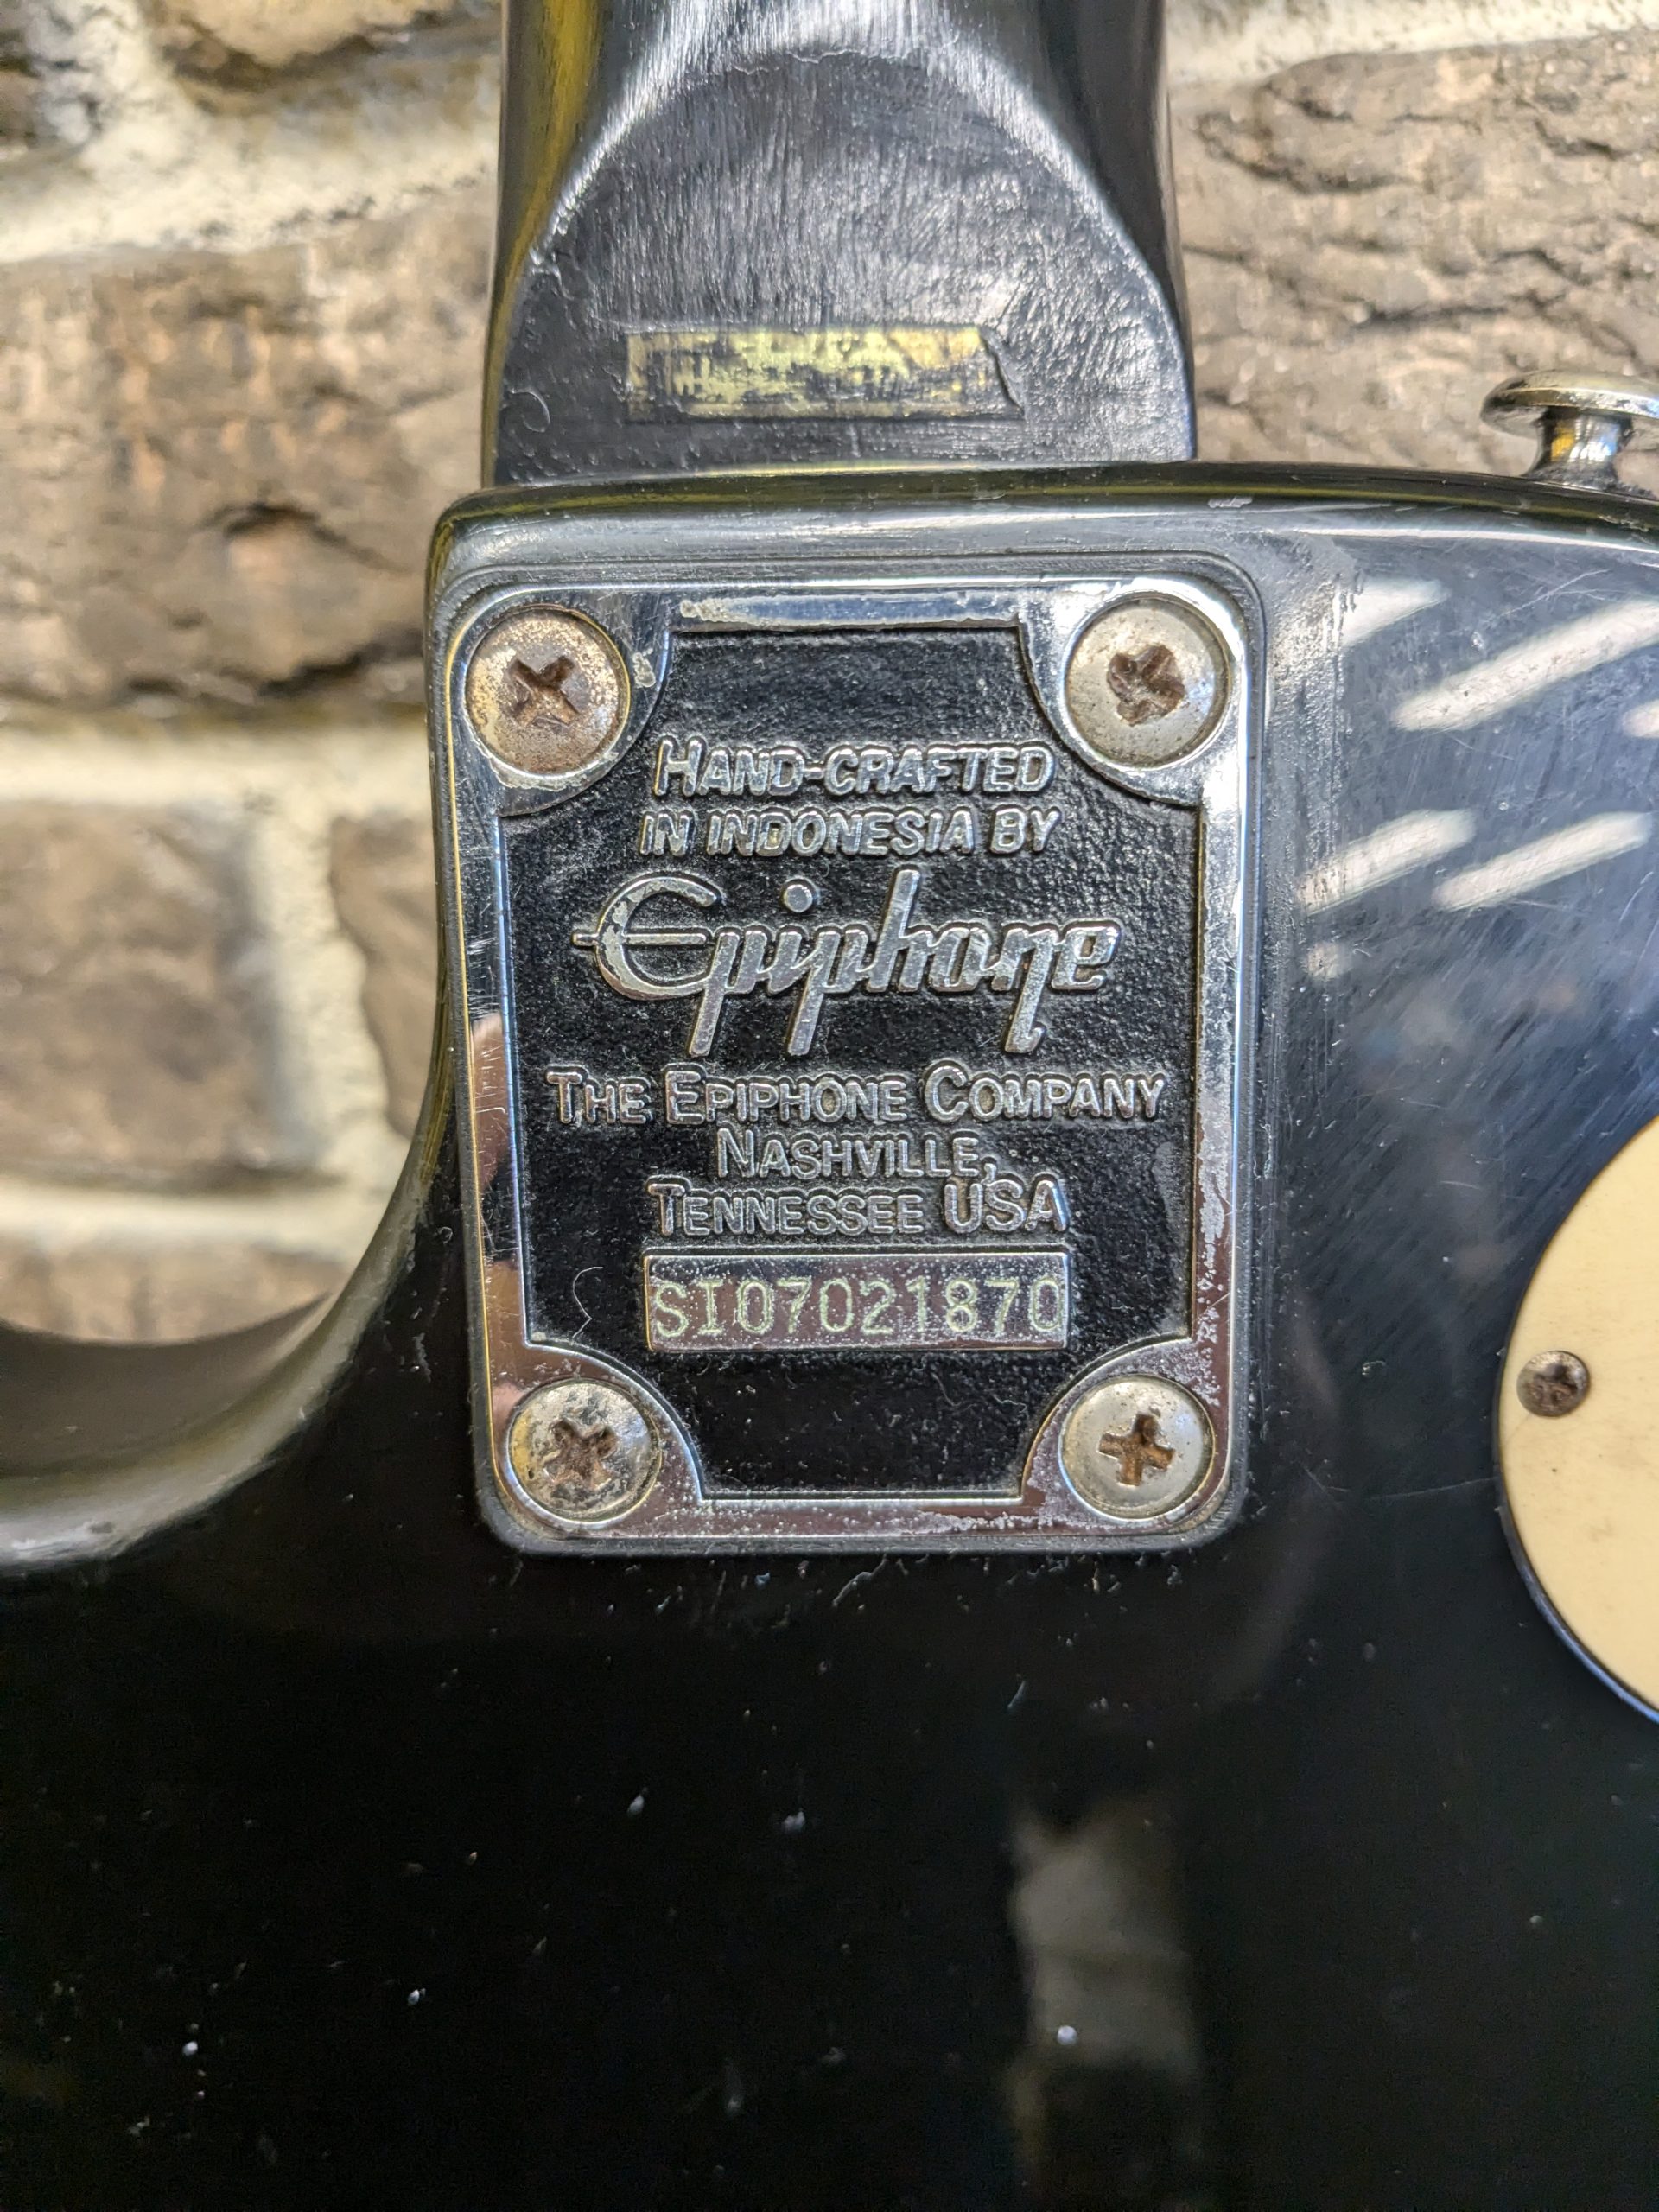 HAND-CRAFTED
IN INDONESIA BY
Epiphone
THE EPIPHONE COMPANY
NASHVILLE,
TENNESSEE USA
SI07021870